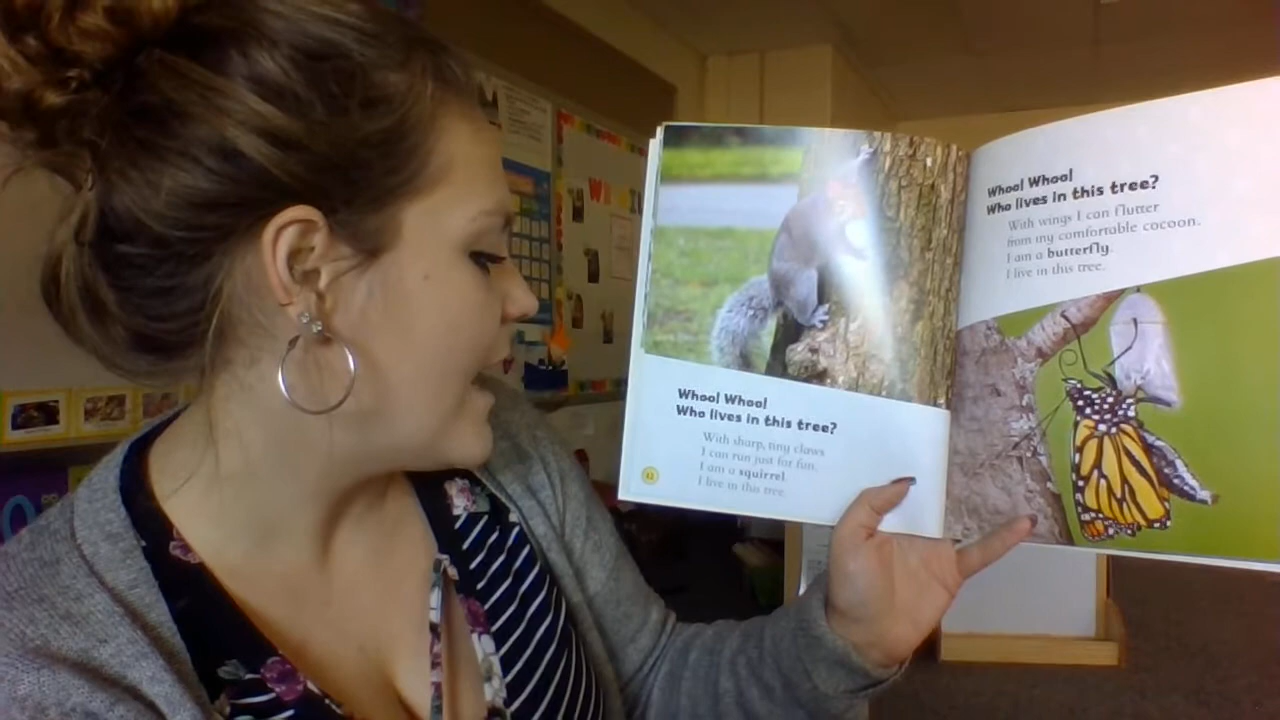 Whoo! Whoo!
Who lives in this tree?
With sharp, tiny claws
I can run just for fun.
I am a squirrel.
I live in this tree.
Whoo! Whoo!
Who lives in this tree?
With wings I can flutter
from my comfortable cocoon.
I am a butterfly.
I live in this tree.